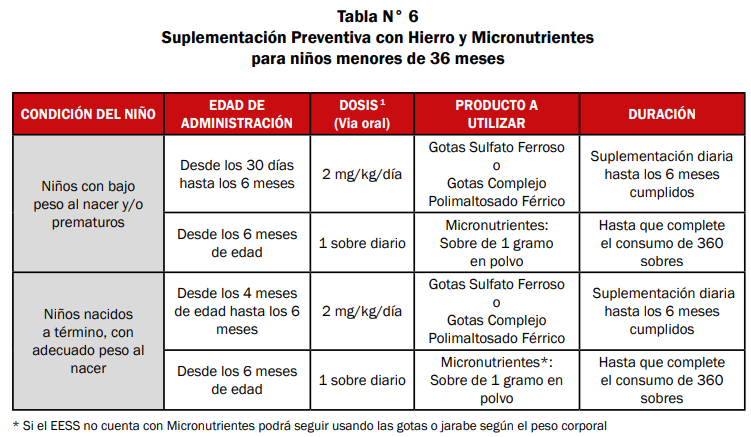 Tabla N° 6
Suplementación Preventiva con Hierro y Micronutrientes
para niños menores de 36 meses
CONDICIÓN DEL NIÑO
EDAD DE
ADMINISTRACIÓN
DOSIS¹
(Via oral)
PRODUCTO A
UTILIZAR
DURACIÓN
Niños con bajo
peso al nacer y/o
prematuros
Desde los 30 días
hasta los 6 meses
2 mg/kg/día
Gotas Sulfato Ferroso
o
Gotas Complejo
Polimaltosado Férrico
Suplementación diaria
hasta los 6 meses
cumplidos
Desde los 6 meses
de edad
1 sobre diario
Micronutrientes:
Sobre de 1 gramo
en polvo
Hasta que complete
el consumo de 360
sobres
Niños nacidos
a término, con
adecuado peso al
nacer
Desde los 4 meses
de edad hasta los 6
meses
2 mg/kg/día
Gotas Sulfato Ferroso
o
Gotas Complejo
Polimaltosado Férrico
Suplementación diaria
hasta los 6 meses
cumplidos
Desde los 6 meses
de edad
1 sobre diario
Micronutrientes*:
Sobre de 1 gramo en
polvo
Hasta que complete
el consumo de 360
sobres
* Si el EESS no cuenta con Micronutrientes podrá seguir usando las gotas o jarabe según el peso corporal